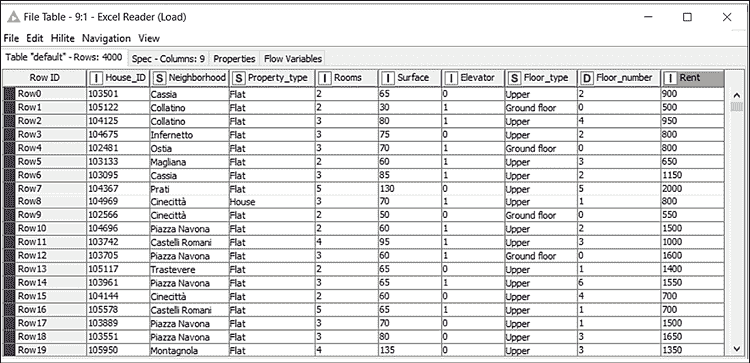 File Table - 9:1 - Excel Reader (Load)
File Edit Hilite Navigation View
Table "default" - Rows: 4000 Spec - Columns: 9 Properties Flow Variables
Row ID I House_ID S Neighborhood S Property_type I Rooms I Surface I Elevator S Floor_type D Floor_number I Rent
Row0 103501 Cassia Flat 2 65 0 Upper 2 900
Row1 105122 Collatino Flat 2 30 1 Ground floor 0 500
Row2 104125 Collatino Flat 3 80 1 Upper 4 950
Row3 104675 Infernetto Flat 3 75 0 Upper 2 800
Row4 102481 Ostia Flat 3 70 1 Ground floor 0 800
Row5 103133 Magliana Flat 2 60 1 Upper 3 650
Row6 103095 Cassia Flat 3 85 1 Upper 2 1150
Row7 104367 Prati Flat 5 130 0 Upper 5 2000
Row8 104969 Cinecittà House 3 70 1 Upper 1 800
Row9 102566 Cinecittà Flat 2 50 0 Ground floor 0 550
Row10 104696 Piazza Navona Flat 2 60 1 Upper 2 1500
Row11 103742 Castelli Romani Flat 4 95 1 Upper 3 1000
Row12 103705 Piazza Navona Flat 3 60 1 Ground floor 0 1600
Row13 105117 Trastevere Flat 2 65 0 Upper 1 1400
Row14 103961 Piazza Navona Flat 3 65 1 Upper 6 1550
Row15 104144 Cinecittà Flat 2 60 0 Upper 4 700
Row16 105578 Castelli Romani Flat 5 65 1 Upper 1 700
Row17 103889 Piazza Navona Flat 3 70 1 Upper 1 1500
Row18 103551 Piazza Navona Flat 3 80 0 Upper 3 1650
Row19 105950 Montagnola Flat 4 135 0 Upper 3 1350